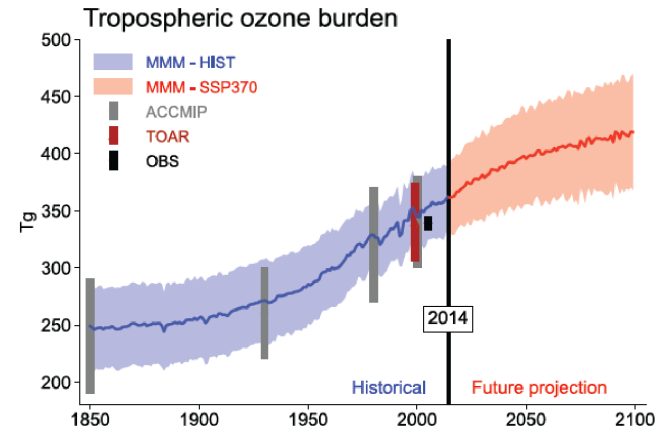 Tropospheric ozone burden
500
450
400
350
300
250
200
Tg
MMM - HIST
MMM - SSP370
ACCMIP
TOAR
OBS
2014
Historical
Future projection
1850
1900
1950
2000
2050
2100